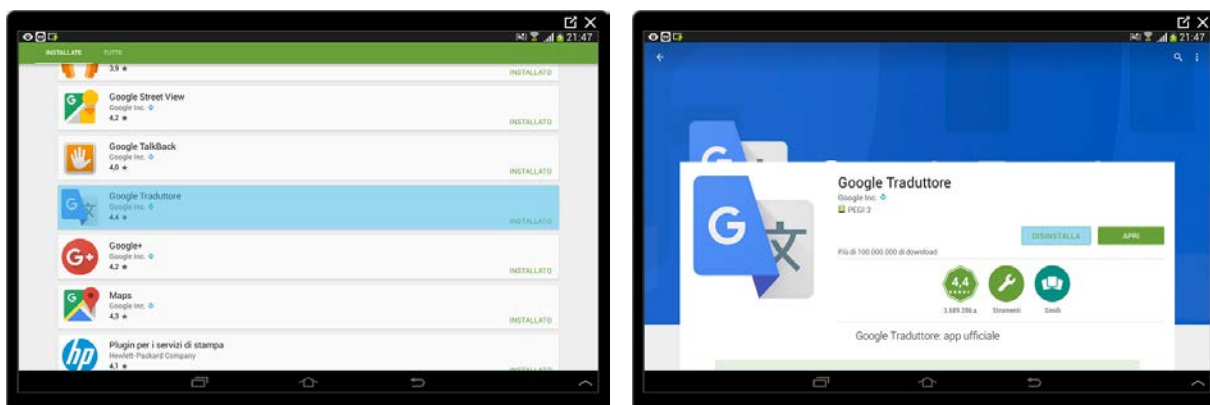 21:47
INSTALLATE TUTTE
3,9 ★
INSTALLATO
Google Street View
Google Inc.
4,2 ★
INSTALLATO
Google TalkBack
Google Inc.
4,0 ★
INSTALLATO
Google Traduttore
Google Inc.
4,4 ★
INSTALLATO
Google+
Google Inc.
4,2 ★
INSTALLATO
Maps
Google Inc.
4,3 ★
INSTALLATO
Plugin per i servizi di stampa
Hewlett-Packard Company
4,1 ★
INSTALLATO
21:47
Google Traduttore
Google Inc.
PEGI 3
DISINSTALLA APRI
Più di 100.000.000 di download
4,4
Strumenti Simili
Google Traduttore: app ufficiale